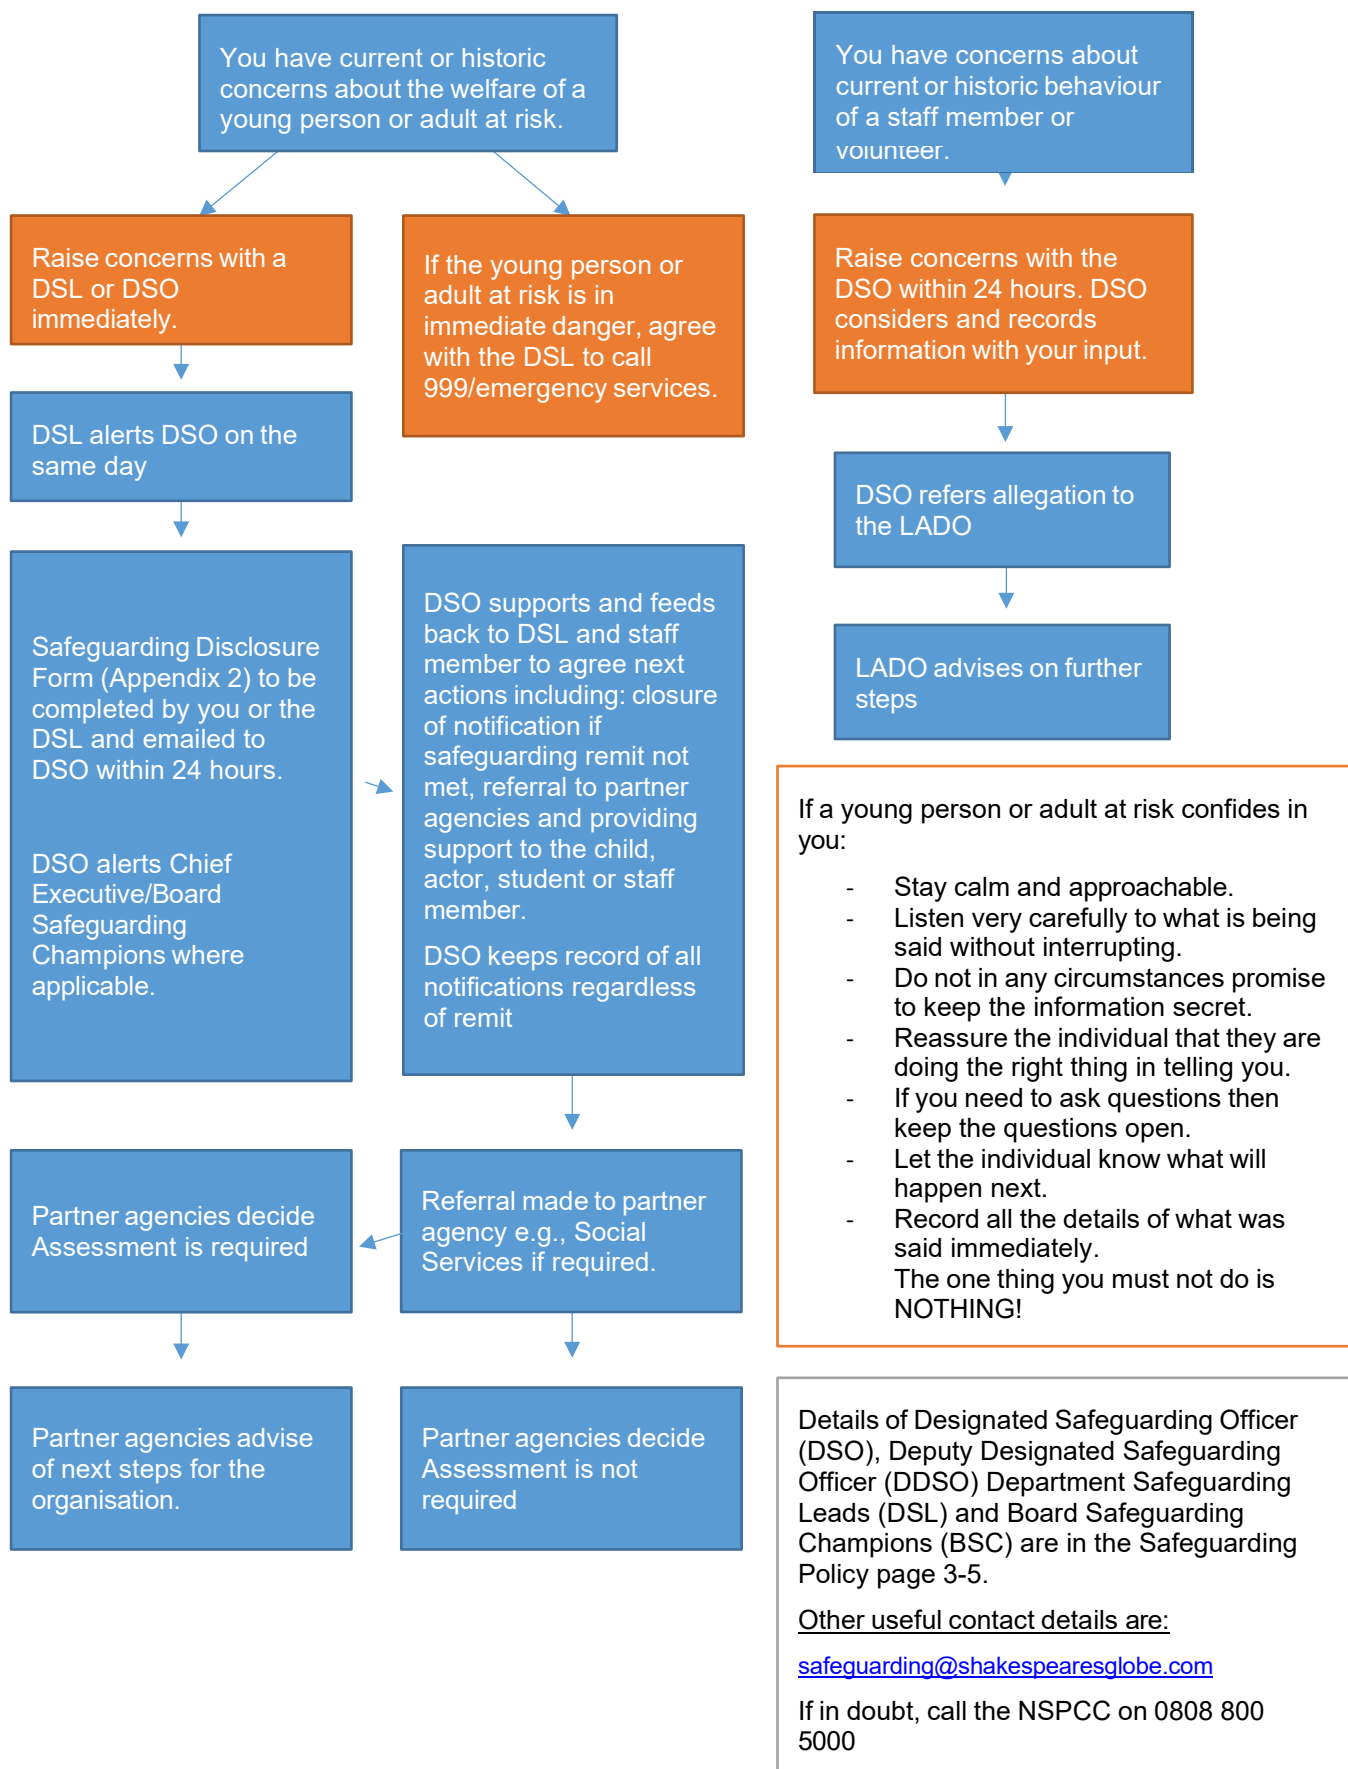 You have current or historic
concerns about the welfare of a
young person or adult at risk.
You have concerns about
current or historic behaviour
of a staff member or
volunteer.
Raise concerns with a
DSL or DSO
immediately.
If the young person or
adult at risk is in
immediate danger, agree
with the DSL to call
999/emergency services.
Raise concerns with the
DSO within 24 hours. DSO
considers and records
information with your input.
DSL alerts DSO on the
same day
DSO refers allegation to
the LADO
Safeguarding Disclosure
Form (Appendix 2) to be
completed by you or the
DSL and emailed to
DSO within 24 hours.
DSO alerts Chief
Executive/Board
Safeguarding
Champions where
applicable.
DSO supports and feeds
back to DSL and staff
member to agree next
actions including: closure
of notification if
safeguarding remit not
met, referral to partner
agencies and providing
support to the child,
actor, student or staff
member.
DSO keeps record of all
notifications regardless
of remit
LADO advises on further
steps
If a young person or adult at risk confides in
you:
- Stay calm and approachable.
- Listen very carefully to what is being
said without interrupting.
- Do not in any circumstances promise
to keep the information secret.
- Reassure the individual that they are
doing the right thing in telling you.
- If you need to ask questions then
keep the questions open.
- Let the individual know what will
happen next.
- Record all the details of what was
said immediately.
The one thing you must not do is
NOTHING!
Partner agencies decide
Assessment is required
Referral made to partner
agency e.g., Social
Services if required.
Partner agencies advise
of next steps for the
organisation.
Partner agencies decide
Assessment is not
required
Details of Designated Safeguarding Officer
(DSO), Deputy Designated Safeguarding
Officer (DDSO) Department Safeguarding
Leads (DSL) and Board Safeguarding
Champions (BSC) are in the Safeguarding
Policy page 3-5.
Other useful contact details are:
safeguarding@shakespearesglobe.com
If in doubt, call the NSPCC on 0808 800
5000